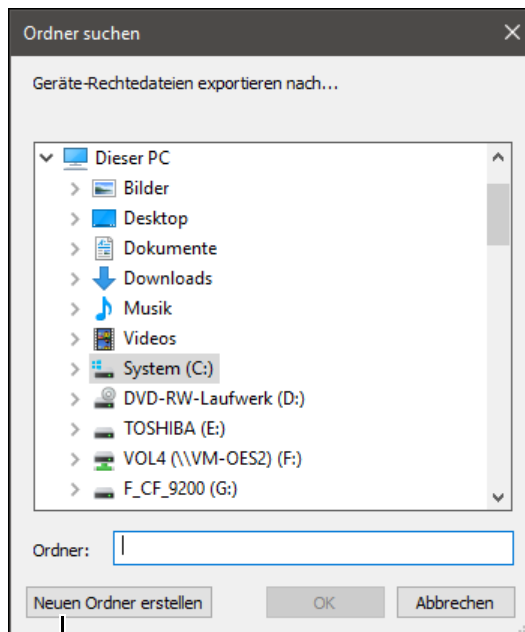 Ordner suchen
Geräte-Rechtedateien exportieren nach...
Dieser PC
Bilder
Desktop
Dokumente
Downloads
Musik
Videos
System (C:)
DVD-RW-Laufwerk (D:)
TOSHIBA (E:)
VOL4 (\\VM-OES2) (F:)
F_CF_9200 (G:)
Ordner:
Neuen Ordner erstellen OK Abbrechen